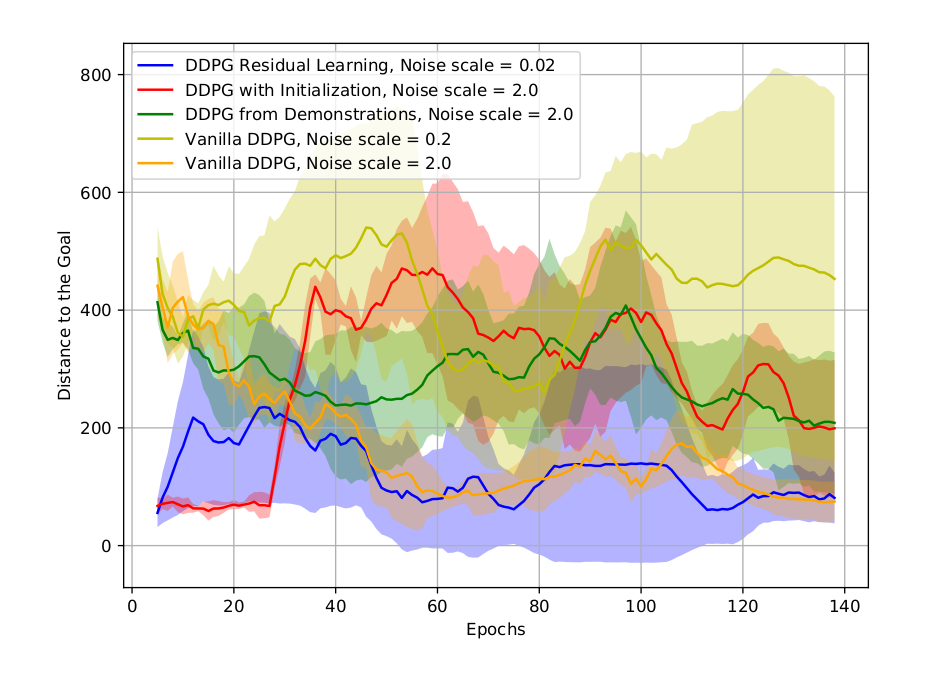 800
600
400
200
0
Distance to the Goal
DDPG Residual Learning, Noise scale = 0.02
DDPG with Initialization, Noise scale = 2.0
DDPG from Demonstrations, Noise scale = 2.0
Vanilla DDPG, Noise scale = 0.2
Vanilla DDPG, Noise scale = 2.0
0 20 40 60 80 100 120 140
Epochs